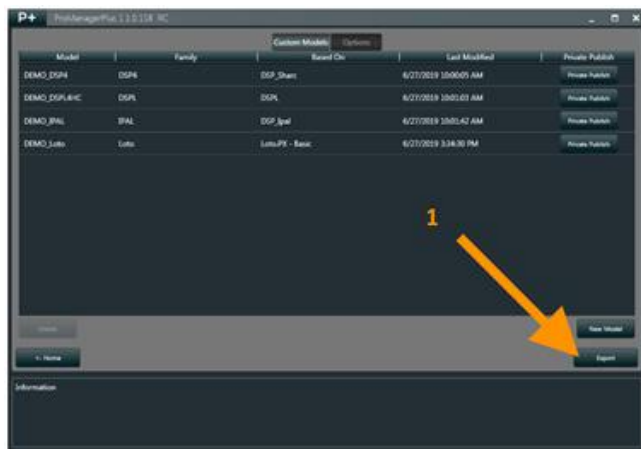 P+ ProManagerPlus 1.1.0.158 RC
Custom Models Options
Model Family Based On Last Modified Private Publish
DEMO_DSP4 DSP4 DSP_Sharc 6/27/2019 10:00:05 AM Private Publish
DEMO_DSPL4HC DSPL DSPL 6/27/2019 10:01:03 AM Private Publish
DEMO_IPAL IPAL DSP_Ipal 6/27/2019 10:01:42 AM Private Publish
DEMO_Loto Loto Loto.PX - Basic 6/27/2019 3:34:30 PM Private Publish
1
New Model
<- Home Export
Information